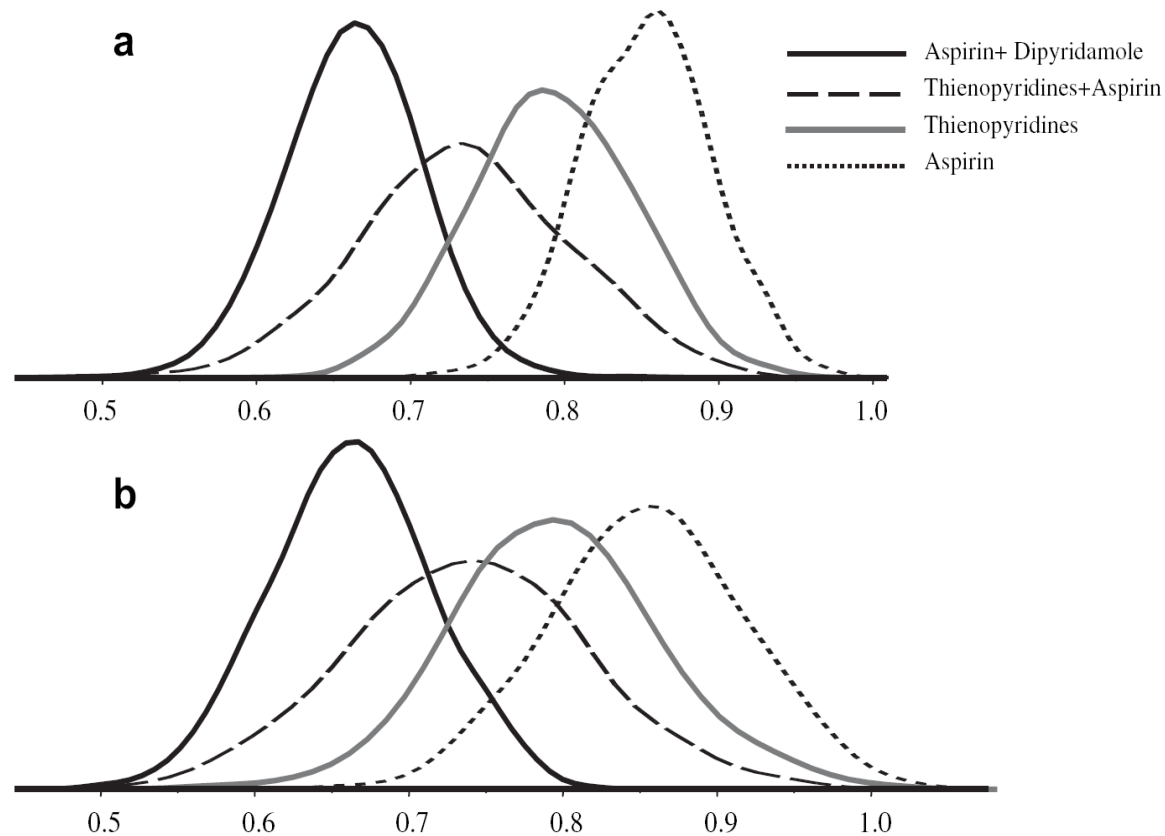 a
Aspirin+ Dipyridamole
Thienopyridines+Aspirin
Thienopyridines
Aspirin
0.5 0.6 0.7 0.8 0.9 1.0
b
0.5 0.6 0.7 0.8 0.9 1.0